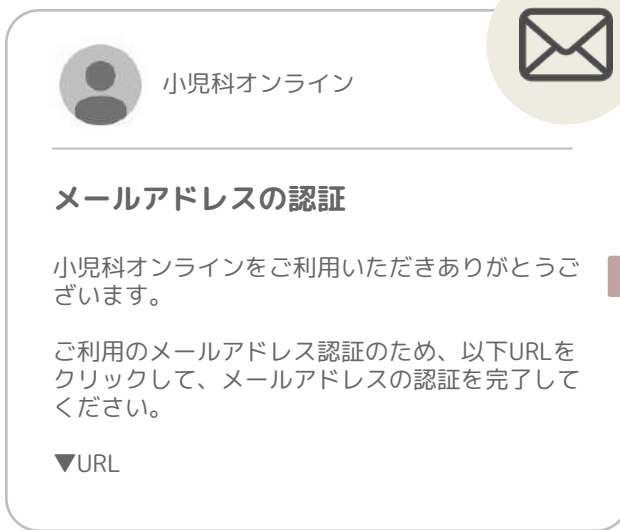 小児科オンライン
メールアドレスの認証
小児科オンラインをご利用いただきありがとうご
ざいます。
ご利用のメールアドレス認証のため、以下URLを
クリックして、メールアドレスの認証を完了して
ください。
▼URL